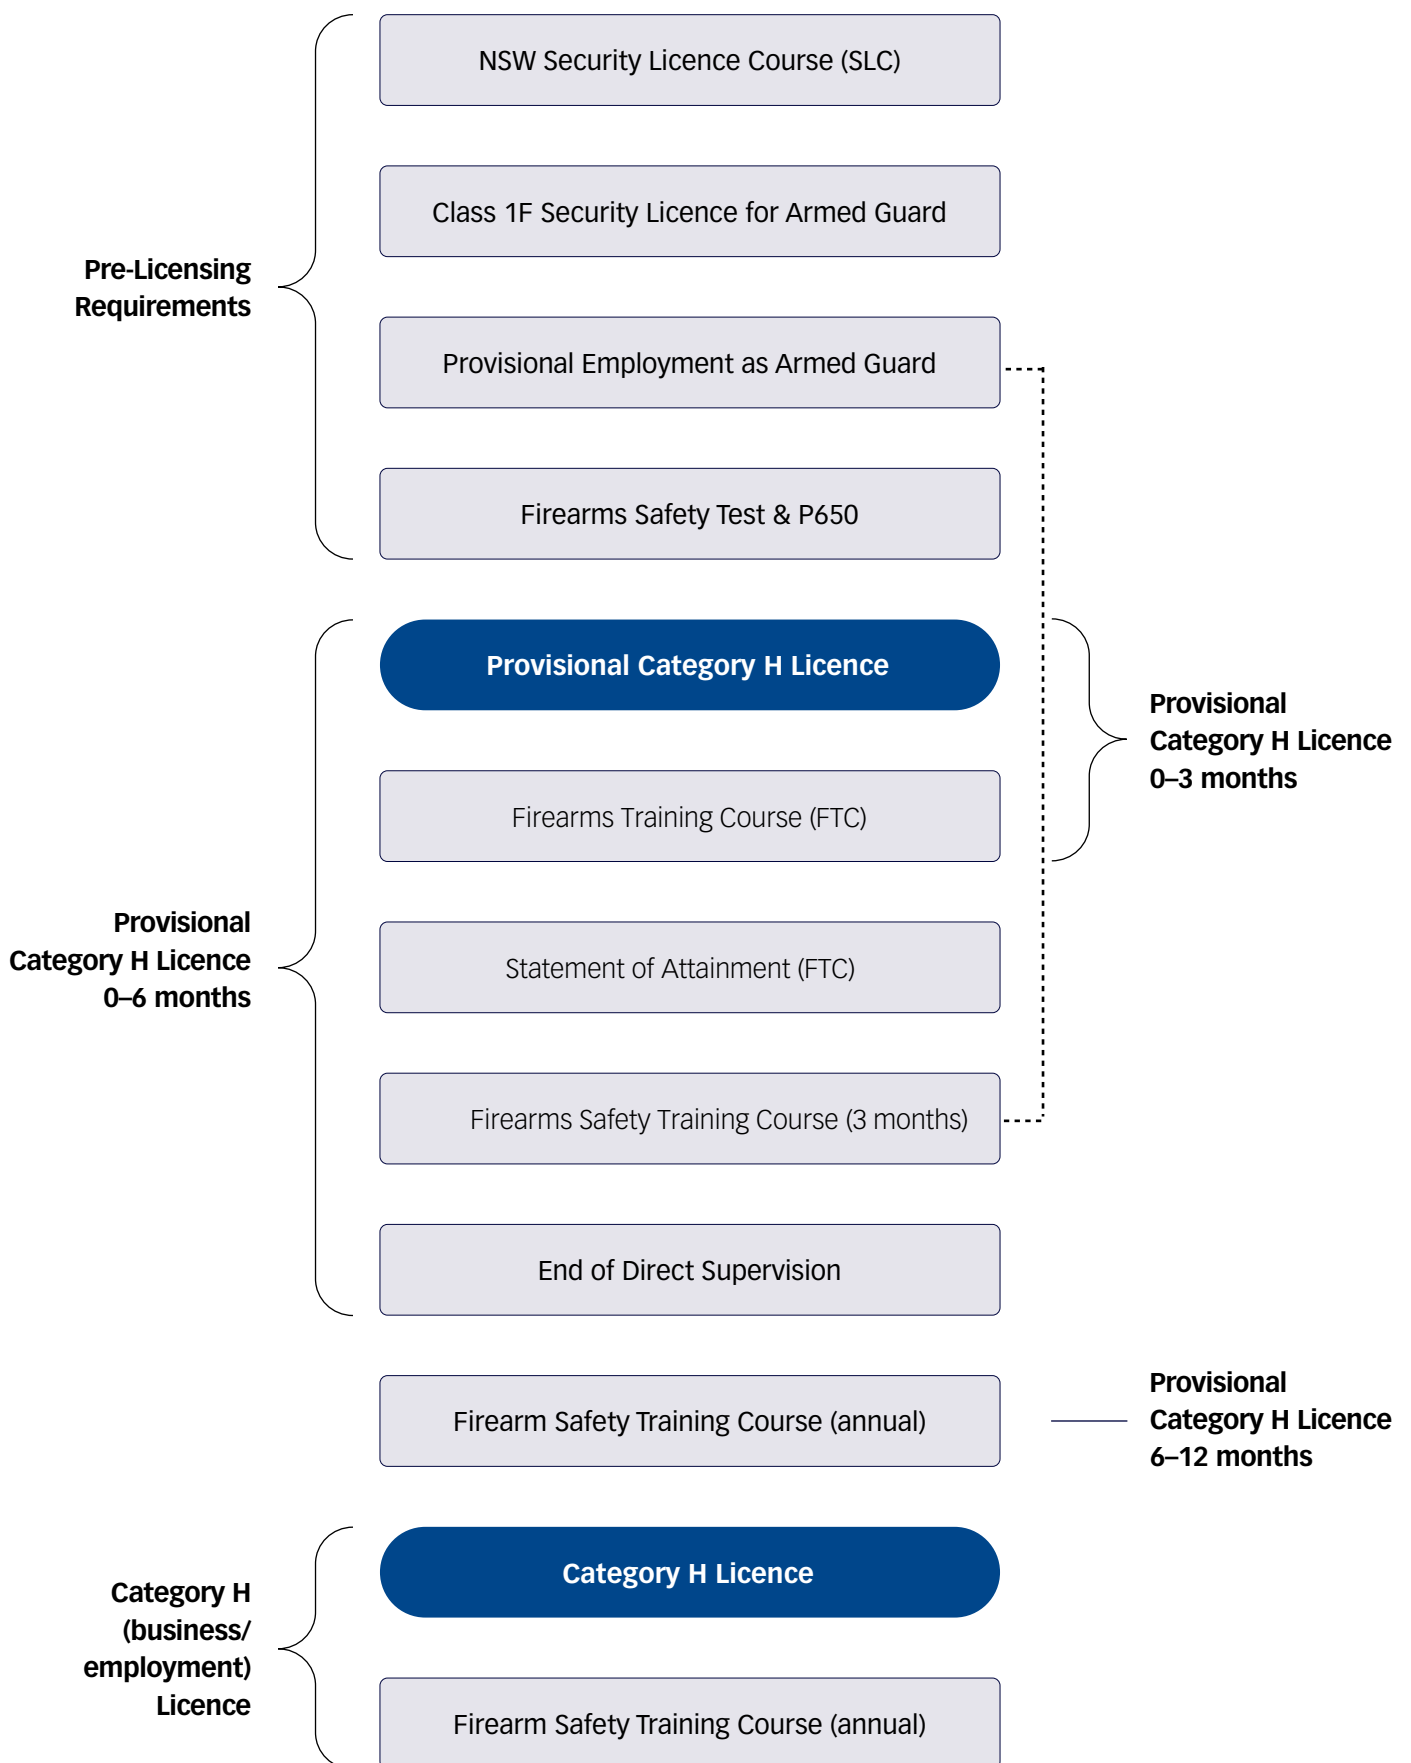 NSW Security Licence Course (SLC)
Class 1F Security Licence for Armed Guard
Pre-Licensing
Requirements
Provisional Employment as Armed Guard
Firearms Safety Test & P650
Provisional Category H Licence
Provisional
Category H Licence
0–3 months
Firearms Training Course (FTC)
Provisional
Category H Licence
0–6 months
Statement of Attainment (FTC)
Firearms Safety Training Course (3 months)
End of Direct Supervision
Firearm Safety Training Course (annual)
Provisional
Category H Licence
6–12 months
Category H Licence
Category H
(business/
employment)
Licence
Firearm Safety Training Course (annual)